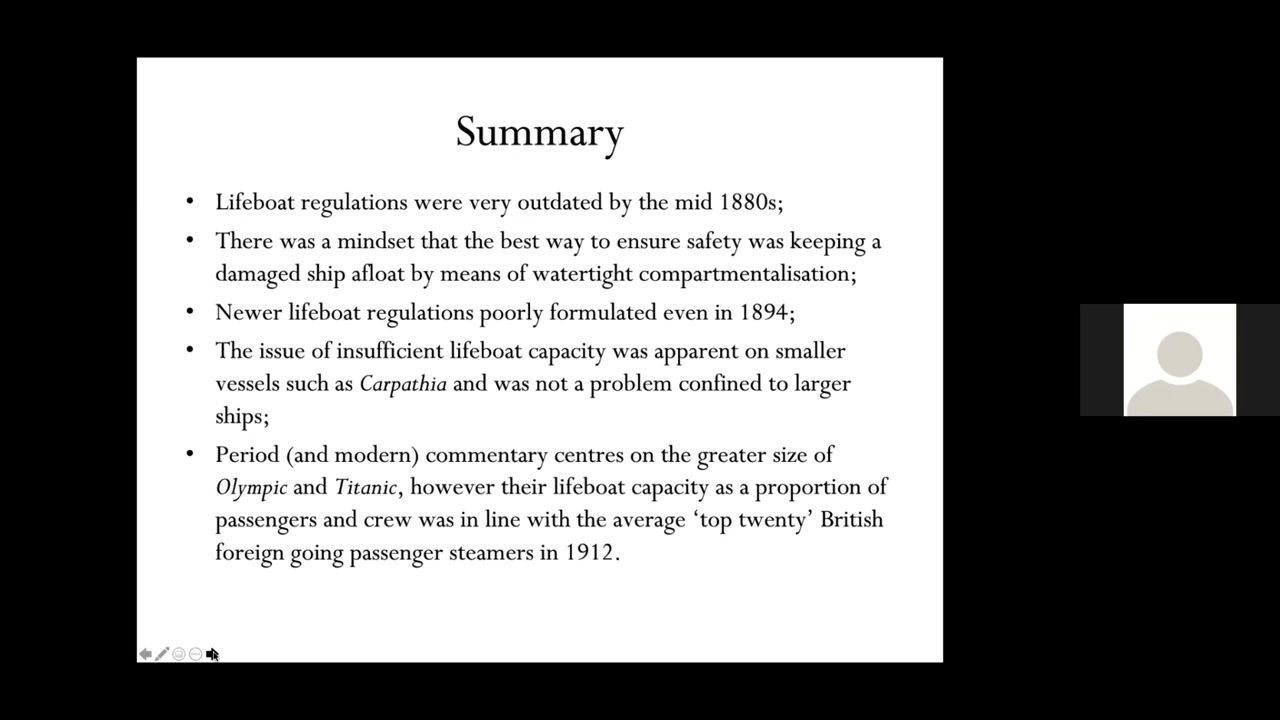 Summary
• Lifeboat regulations were very outdated by the mid 1880s;
• There was a mindset that the best way to ensure safety was keeping a
damaged ship afloat by means of watertight compartmentalisation;
• Newer lifeboat regulations poorly formulated even in 1894;
• The issue of insufficient lifeboat capacity was apparent on smaller
vessels such as Carpathia and was not a problem confined to larger
ships;
• Period (and modern) commentary centres on the greater size of
Olympic and Titanic, however their lifeboat capacity as a proportion of
passengers and crew was in line with the average ‘top twenty’ British
foreign going passenger steamers in 1912.